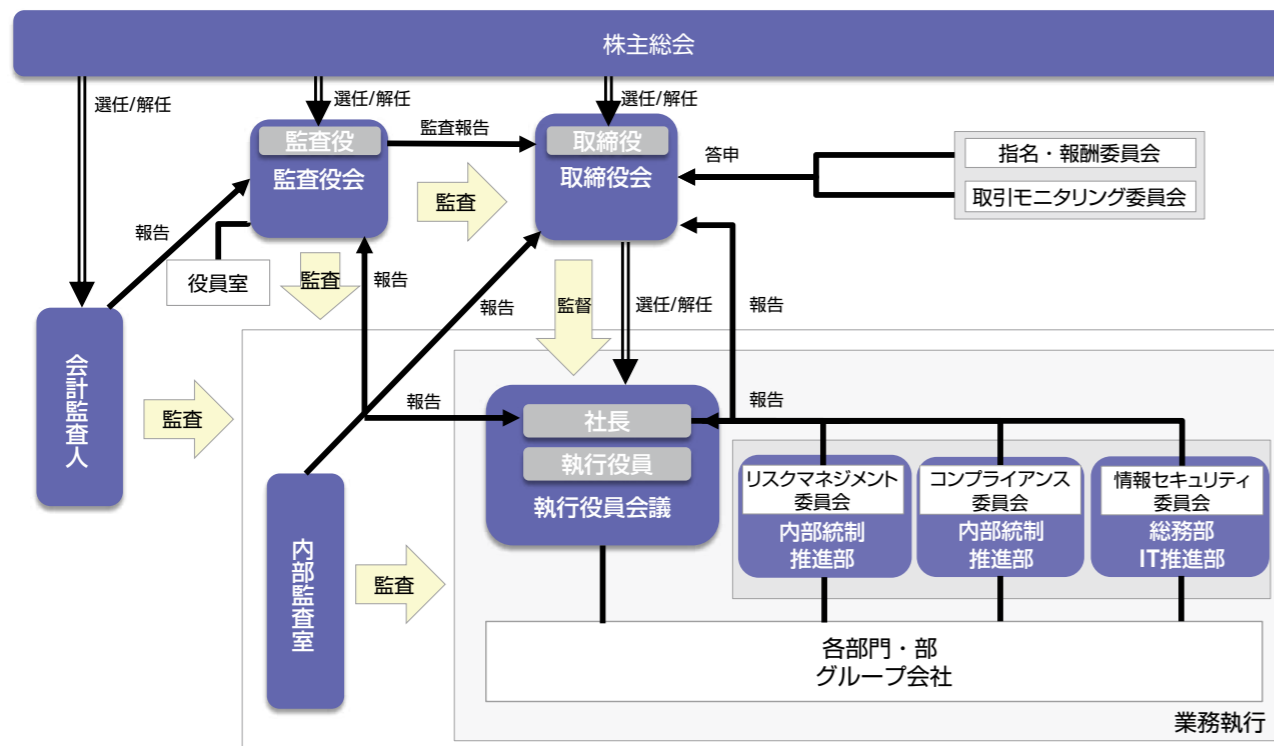 株主総会
選任/解任
選任/解任
選任/解任
監査役
監査役会
監査報告
取締役
取締役会
答申
指名・報酬委員会
取引モニタリング委員会
監査
報告
役員室
監査
報告
報告
監督
選任/解任
報告
会計監査人
監査
報告
社長
執行役員
執行役員会議
報告
リスクマネジメント
委員会
内部統制
推進部
コンプライアンス
委員会
内部統制
推進部
情報セキュリティ
委員会
総務部
IT推進部
内部監査室
監査
各部門・部
グループ会社
業務執行